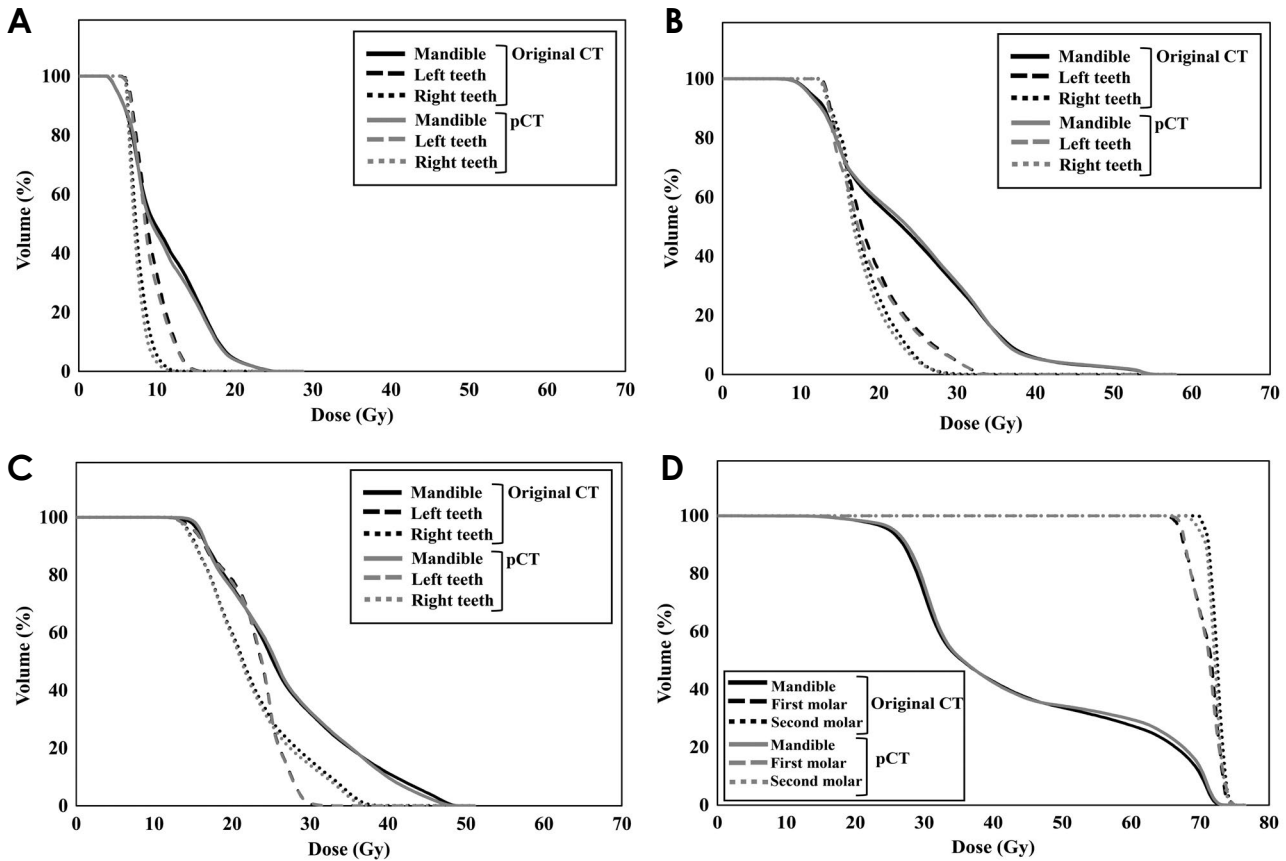 A
Mandible
Left teeth
Right teeth
Original CT
Mandible
Left teeth
Right teeth
pCT
Volume (%)
100
80
60
40
20
0
0 10 20 30 40 50 60 70
Dose (Gy)
B
Mandible
Left teeth
Right teeth
Original CT
Mandible
Left teeth
Right teeth
pCT
Volume (%)
100
80
60
40
20
0
0 10 20 30 40 50 60 70
Dose (Gy)
C
Mandible
Left teeth
Right teeth
Original CT
Mandible
Left teeth
Right teeth
pCT
Volume (%)
100
80
60
40
20
0
0 10 20 30 40 50 60 70
Dose (Gy)
D
Mandible
First molar
Second molar
Original CT
Mandible
First molar
Second molar
pCT
Volume (%)
100
80
60
40
20
0
0 10 20 30 40 50 60 70 80
Dose (Gy)